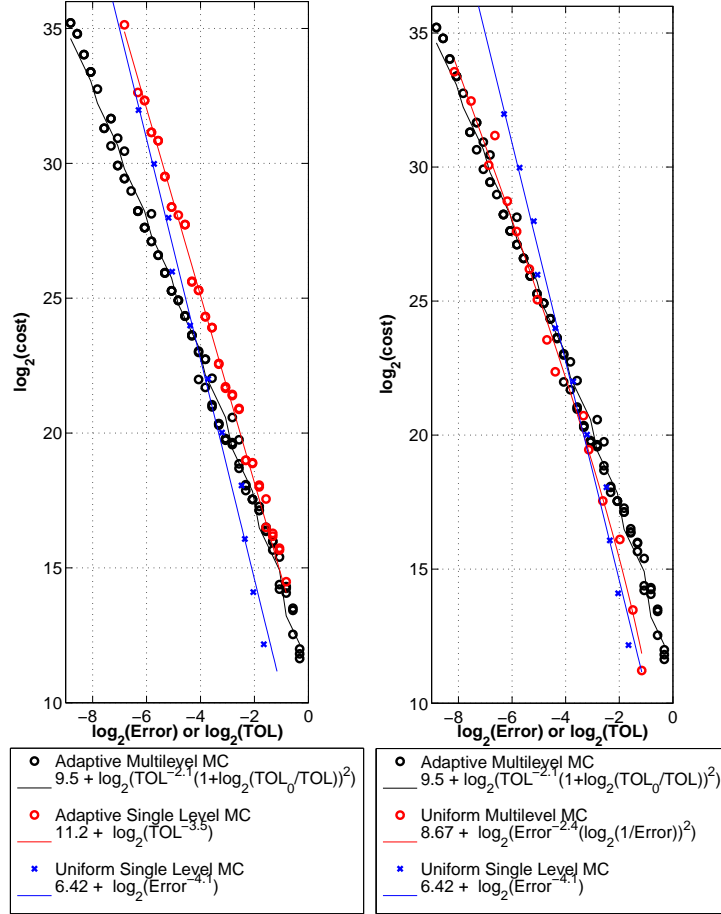 35
30
25
20
15
10
log₂(cost)
−8 −6 −4 −2 0
log₂(Error) or log₂(TOL)
Adaptive Multilevel MC
9.5 + log₂(TOL^−2.1(1+log₂(TOL₀/TOL))²)
Adaptive Single Level MC
11.2 + log₂(TOL^−3.5)
Uniform Single Level MC
6.42 + log₂(Error^−4.1)
35
30
25
20
15
10
log₂(cost)
−8 −6 −4 −2 0
log₂(Error) or log₂(TOL)
Adaptive Multilevel MC
9.5 + log₂(TOL^−2.1(1+log₂(TOL₀/TOL))²)
Uniform Multilevel MC
8.67 + log₂(Error^−2.4(log₂(1/Error))²)
Uniform Single Level MC
6.42 + log₂(Error^−4.1)